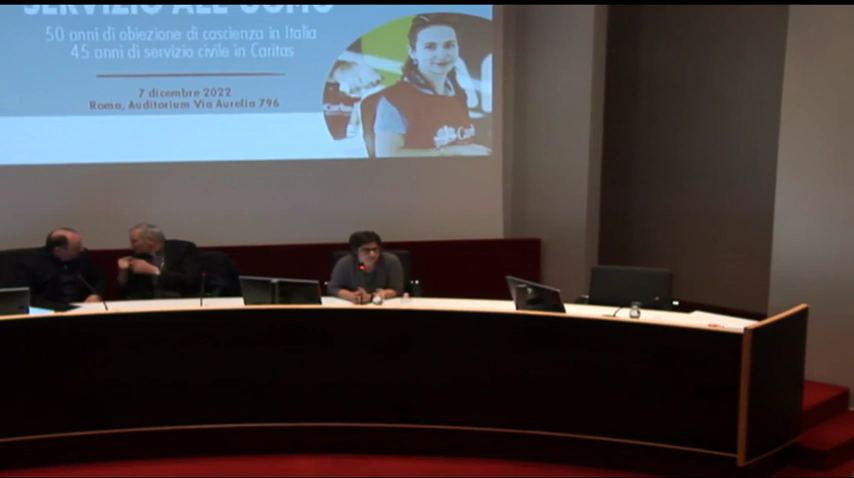 SERVIZIO ALL'UOMO
50 anni di obiezione di coscienza in Italia
45 anni di servizio civile in Caritas
7 dicembre 2022
Roma, Auditorium Via Aurelia 796